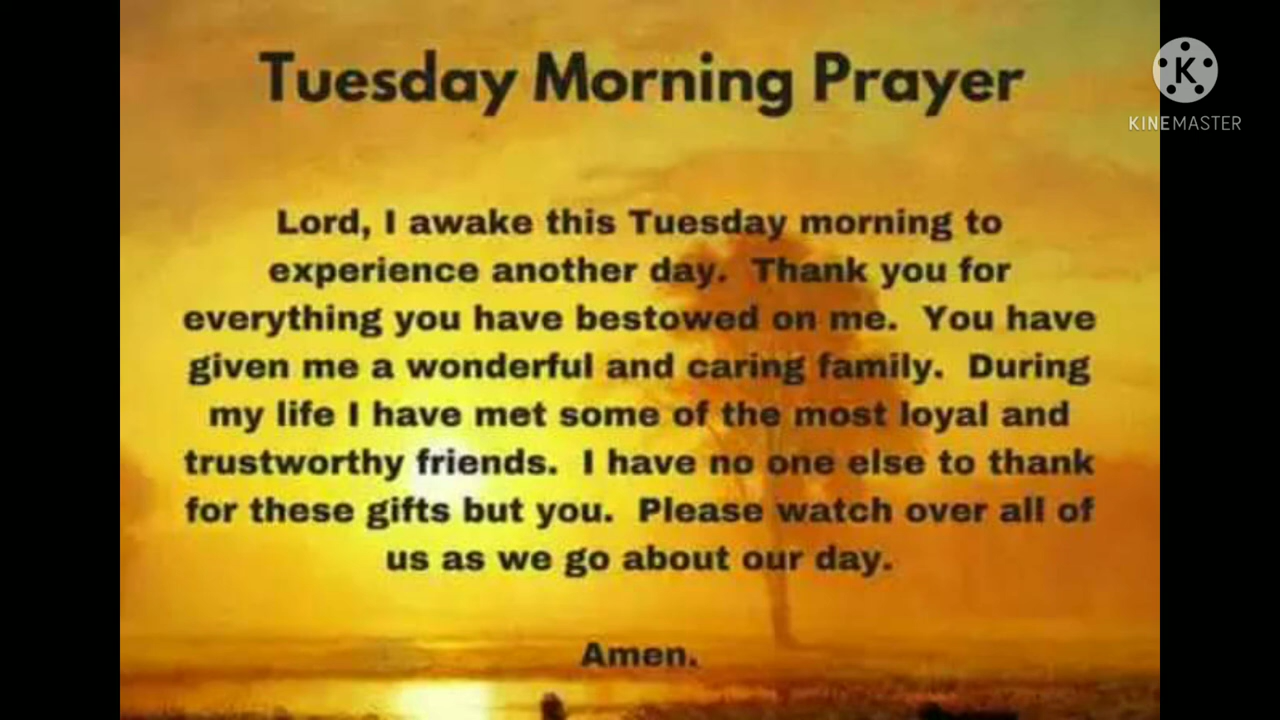 Tuesday Morning Prayer
KINEMASTER
Lord, I awake this Tuesday morning to
experience another day. Thank you for
everything you have bestowed on me. You have
given me a wonderful and caring family. During
my life I have met some of the most loyal and
trustworthy friends. I have no one else to thank
for these gifts but you. Please watch over all of
us as we go about our day.
Amen.